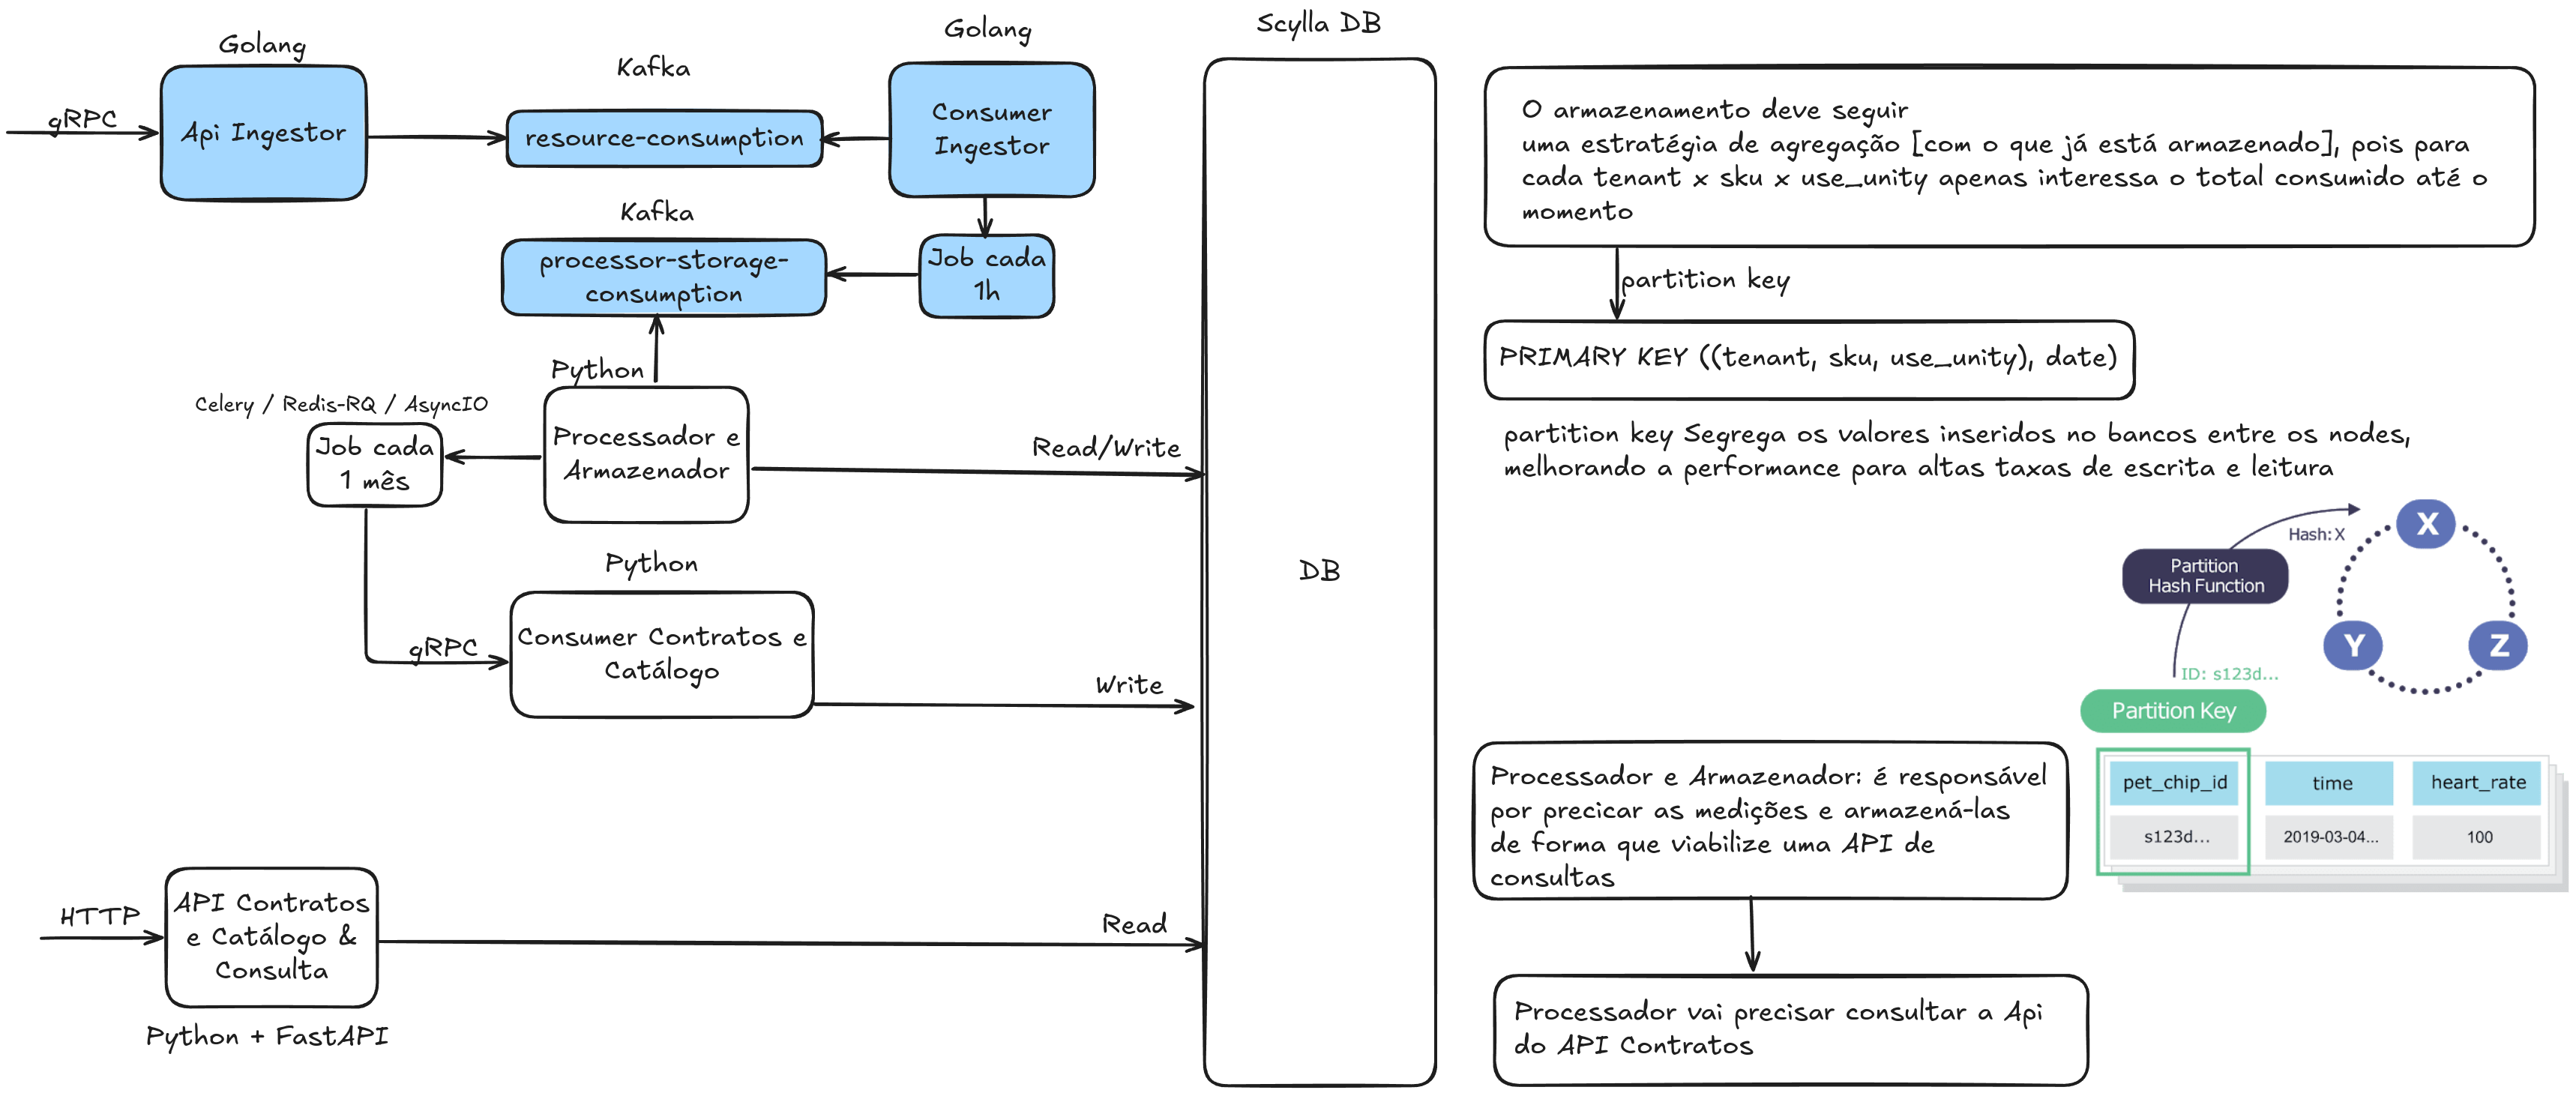 Golang
gRPC
Api Ingestor
Kafka
resource-consumption
Golang
Consumer
Ingestor
Kafka
processor-storage-
consumption
Job cada
1h
Python
Processador e
Armazenador
Celery / Redis-RQ / AsyncIO
Job cada
1 mês
Read/Write
Python
gRPC
Consumer Contratos e
Catálogo
Write
HTTP
API Contratos
e Catálogo &
Consulta
Python + FastAPI
Read
Scylla DB
DB
O armazenamento deve seguir
uma estratégia de agregação [com o que já está armazenado], pois para
cada tenant x sku x use_unity apenas interessa o total consumido até o
momento
partition key
PRIMARY KEY ((tenant, sku, use_unity), date)
partition key Segrega os valores inseridos no bancos entre os nodes,
melhorando a performance para altas taxas de escrita e leitura
X
Hash: X
Partition
Hash Function
Y
Z
ID: s123d...
Partition Key
pet_chip_id
time
heart_rate
s123d...
2019-03-04...
100
Processador e Armazenador: é responsável
por precicar as medições e armazená-las
de forma que viabilize uma API de
consultas
Processador vai precisar consultar a Api
do API Contratos